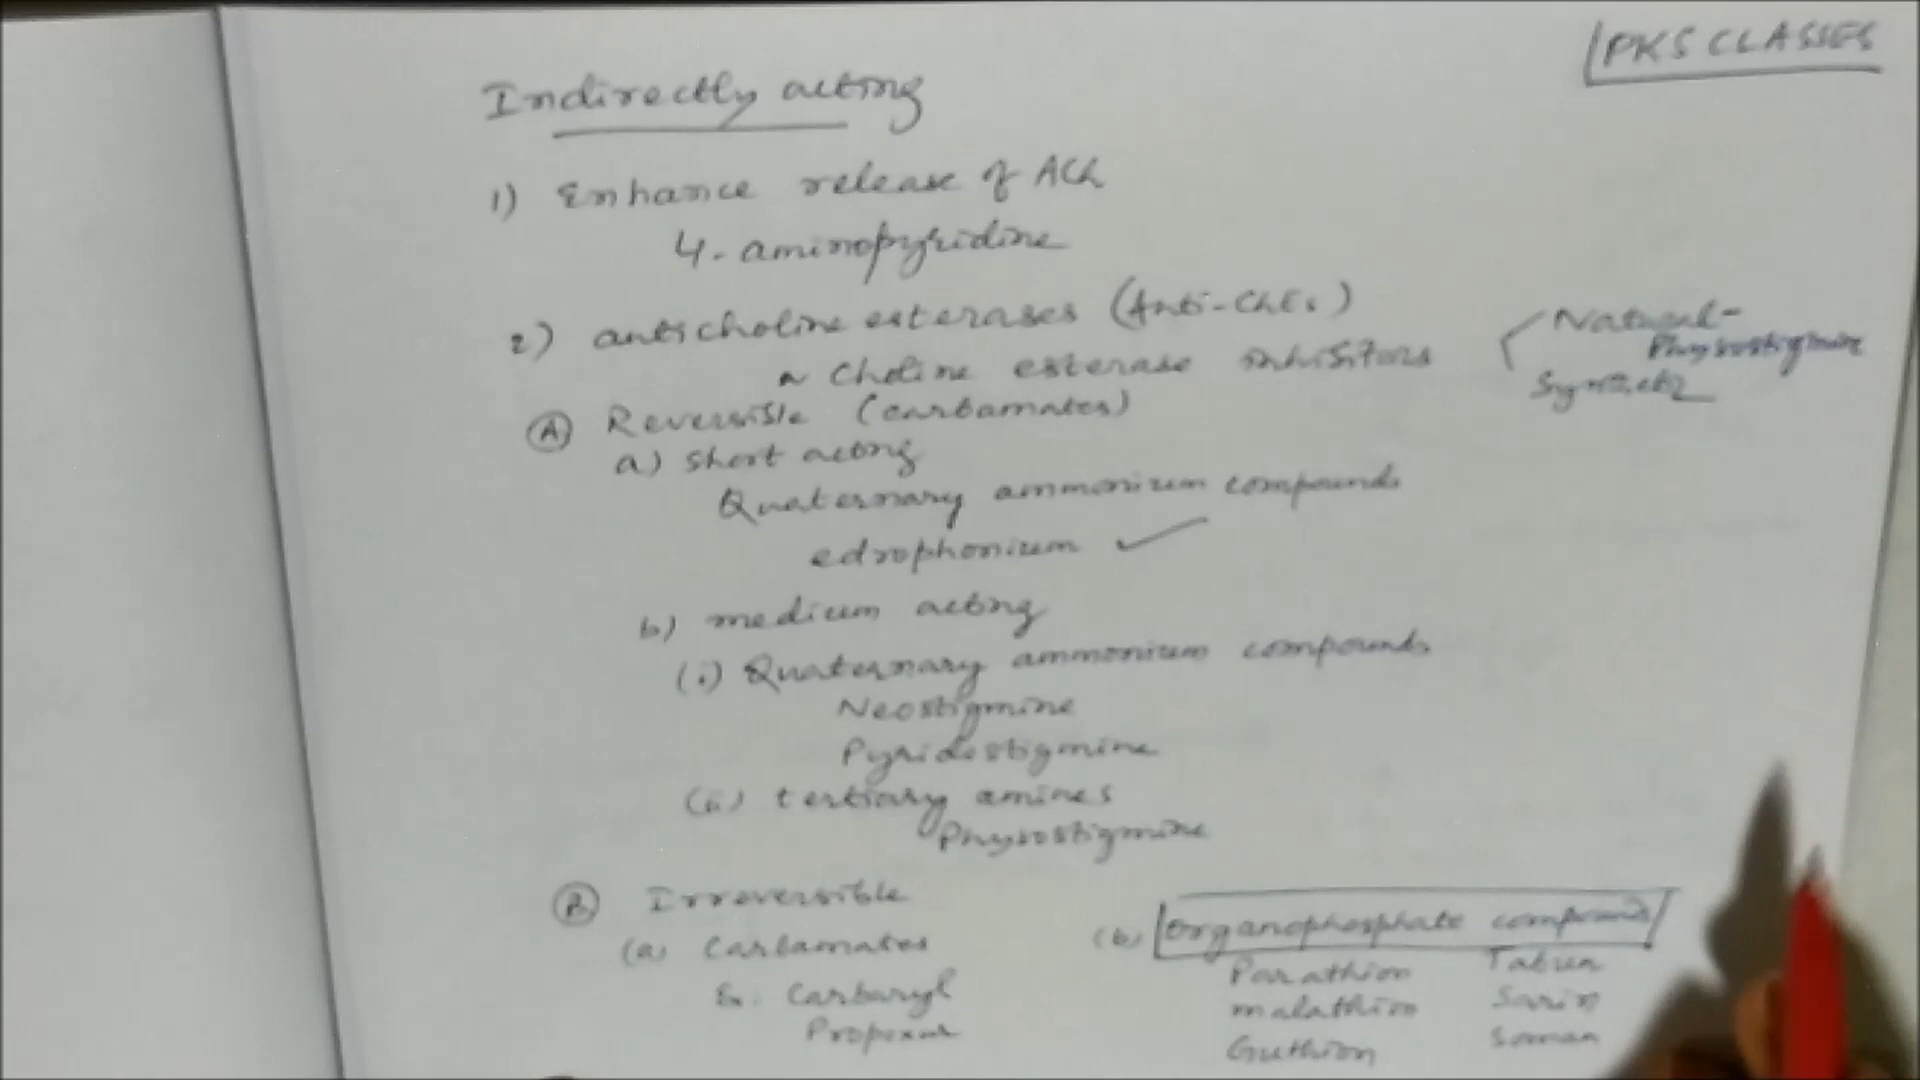 PKS CLASSES
Indirectly acting
1) Enhance release of ACh
4-aminopyridine
2) anticholine esterases (Anti-ChEs)
Choline esterase inhibitors
Natural-
Physostigmine
Synthetic
(A) Reversible (carbamates)
a) short acting
Quaternary ammonium compounds
edrophonium ✓
b) medium acting
(i) Quaternary ammonium compounds
Neostigmine
Pyridostigmine
(ii) tertiary amines
Physostigmine
(B) Irreversible
(a) Carbamates
Ex: Carbaryl
Propoxur
(b) Organophosphate compounds
Parathion Tabun
malathion Sarin
Guthion Soman